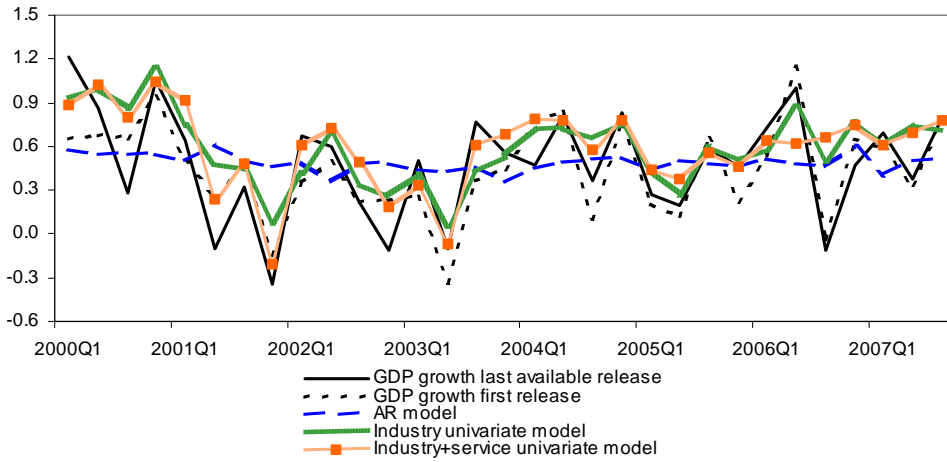 1.5
1.2
0.9
0.6
0.3
0.0
-0.3
-0.6
2000Q1 2001Q1 2002Q1 2003Q1 2004Q1 2005Q1 2006Q1 2007Q1
GDP growth last available release
GDP growth first release
AR model
Industry univariate model
Industry+service univariate model